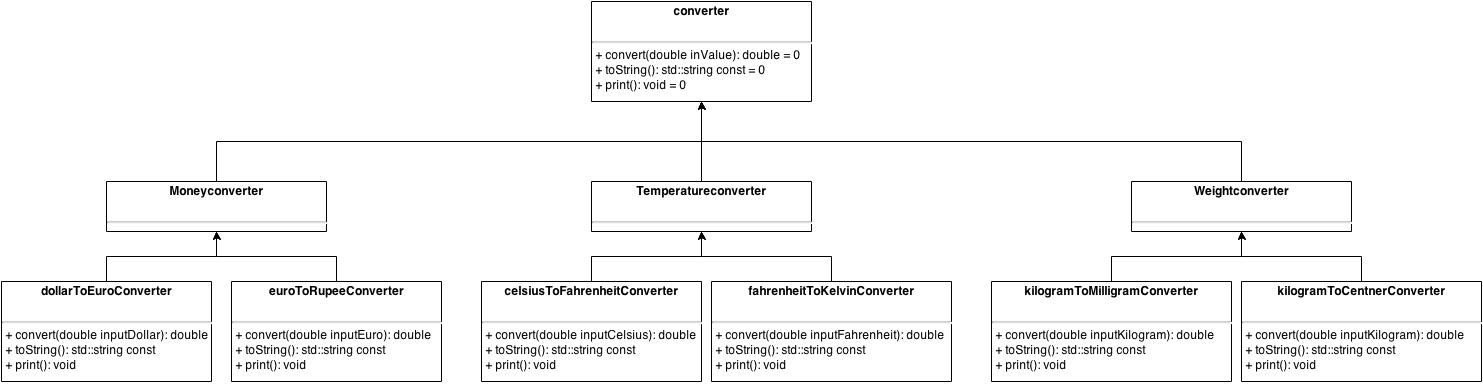 converter
+ convert(double inValue): double = 0
+ toString(): std::string const = 0
+ print(): void = 0
Moneyconverter
Temperatureconverter
Weightconverter
dollarToEuroConverter
+ convert(double inputDollar): double
+ toString(): std::string const
+ print(): void
euroToRupeeConverter
+ convert(double inputEuro): double
+ toString(): std::string const
+ print(): void
celsiusToFahrenheitConverter
+ convert(double inputCelsius): double
+ toString(): std::string const
+ print(): void
fahrenheitToKelvinConverter
+ convert(double inputFahrenheit): double
+ toString(): std::string const
+ print(): void
kilogramToMilligramConverter
+ convert(double inputKilogram): double
+ toString(): std::string const
+ print(): void
kilogramToCentnerConverter
+ convert(double inputKilogram): double
+ toString(): std::string const
+ print(): void